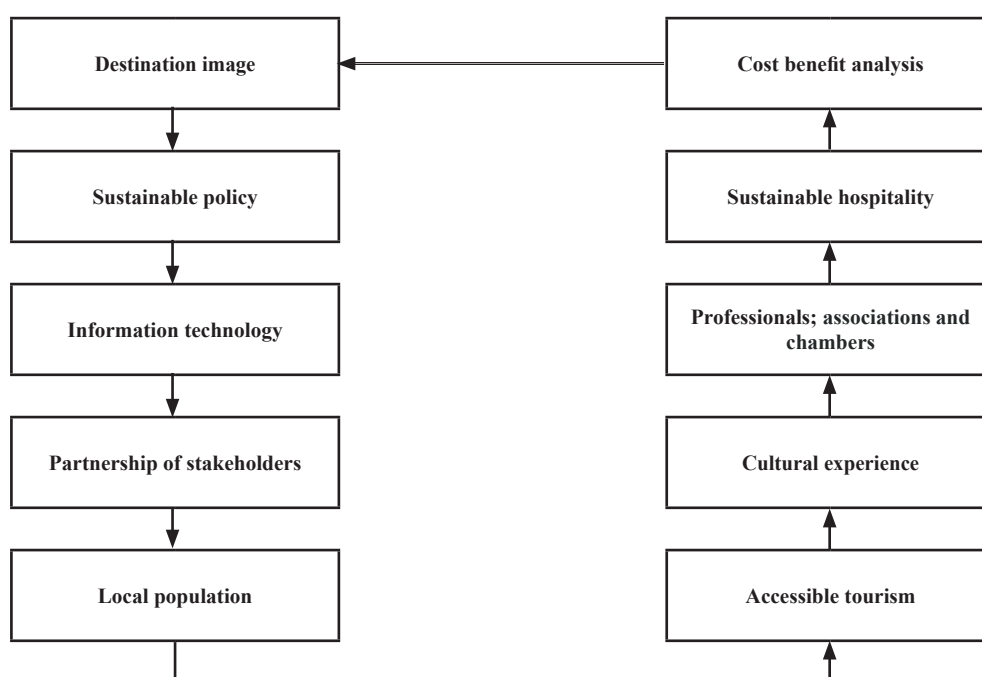 Destination image
Cost benefit analysis
Sustainable policy
Sustainable hospitality
Information technology
Professionals; associations and
chambers
Partnership of stakeholders
Cultural experience
Local population
Accessible tourism